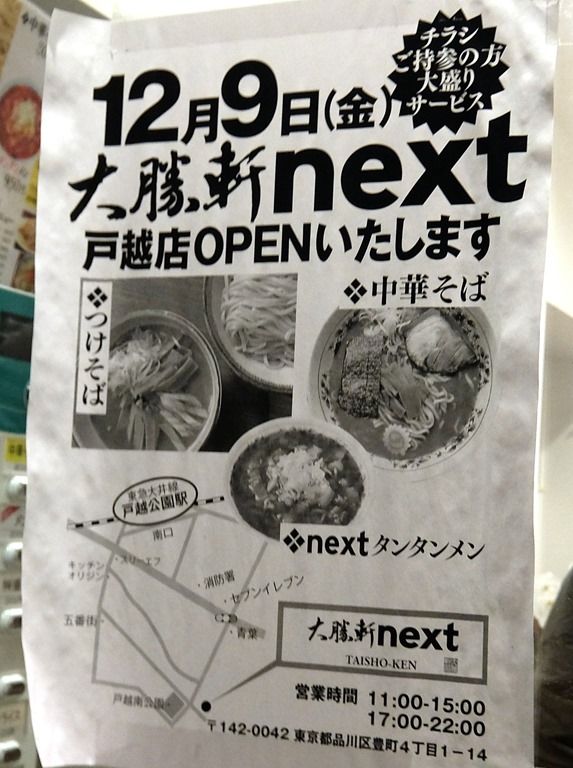 チラシ
ご持参の方
大盛り
サービス
12月9日(金)
大勝軒next
戸越店OPENいたします
❖つけそば
❖中華そば
❖nextタンタンメン
東急大井線
戸越公園駅
南口
キッチン
オリジン・
・スリーエフ
・消防署
・セブンイレブン
五番街・
・青葉
戸越南公園
大勝軒next
TAISHO-KEN
営業時間 11:00-15:00
17:00-22:00
〒142-0042 東京都品川区豊町4丁目1-14